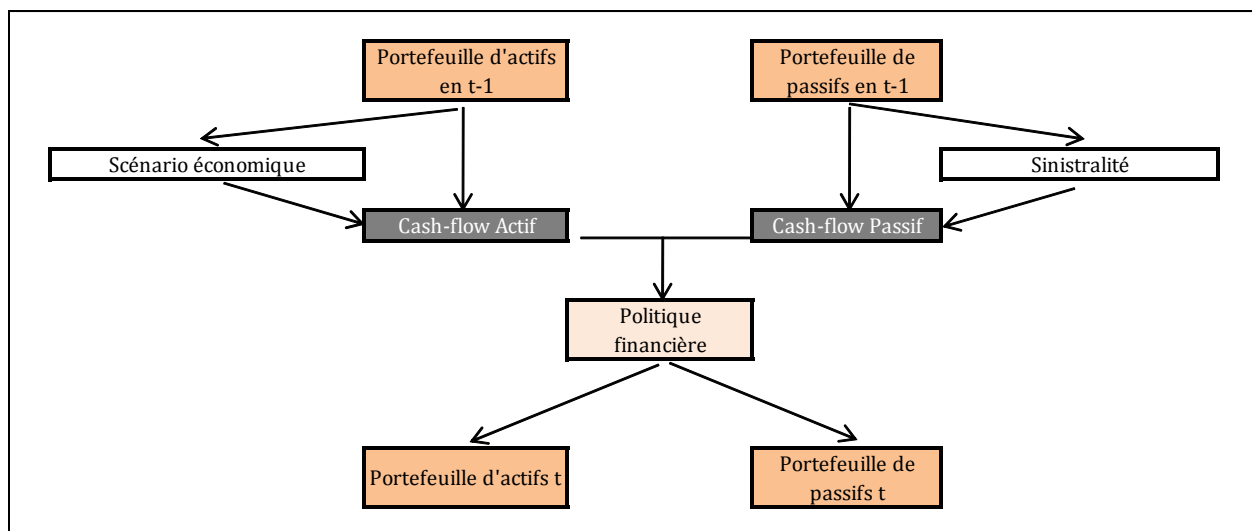 Portefeuille d'actifs
en t-1
Portefeuille de
passifs en t-1
Scénario économique
Sinistralité
Cash-flow Actif
Cash-flow Passif
Politique
financière
Portefeuille d'actifs t
Portefeuille de
passifs t